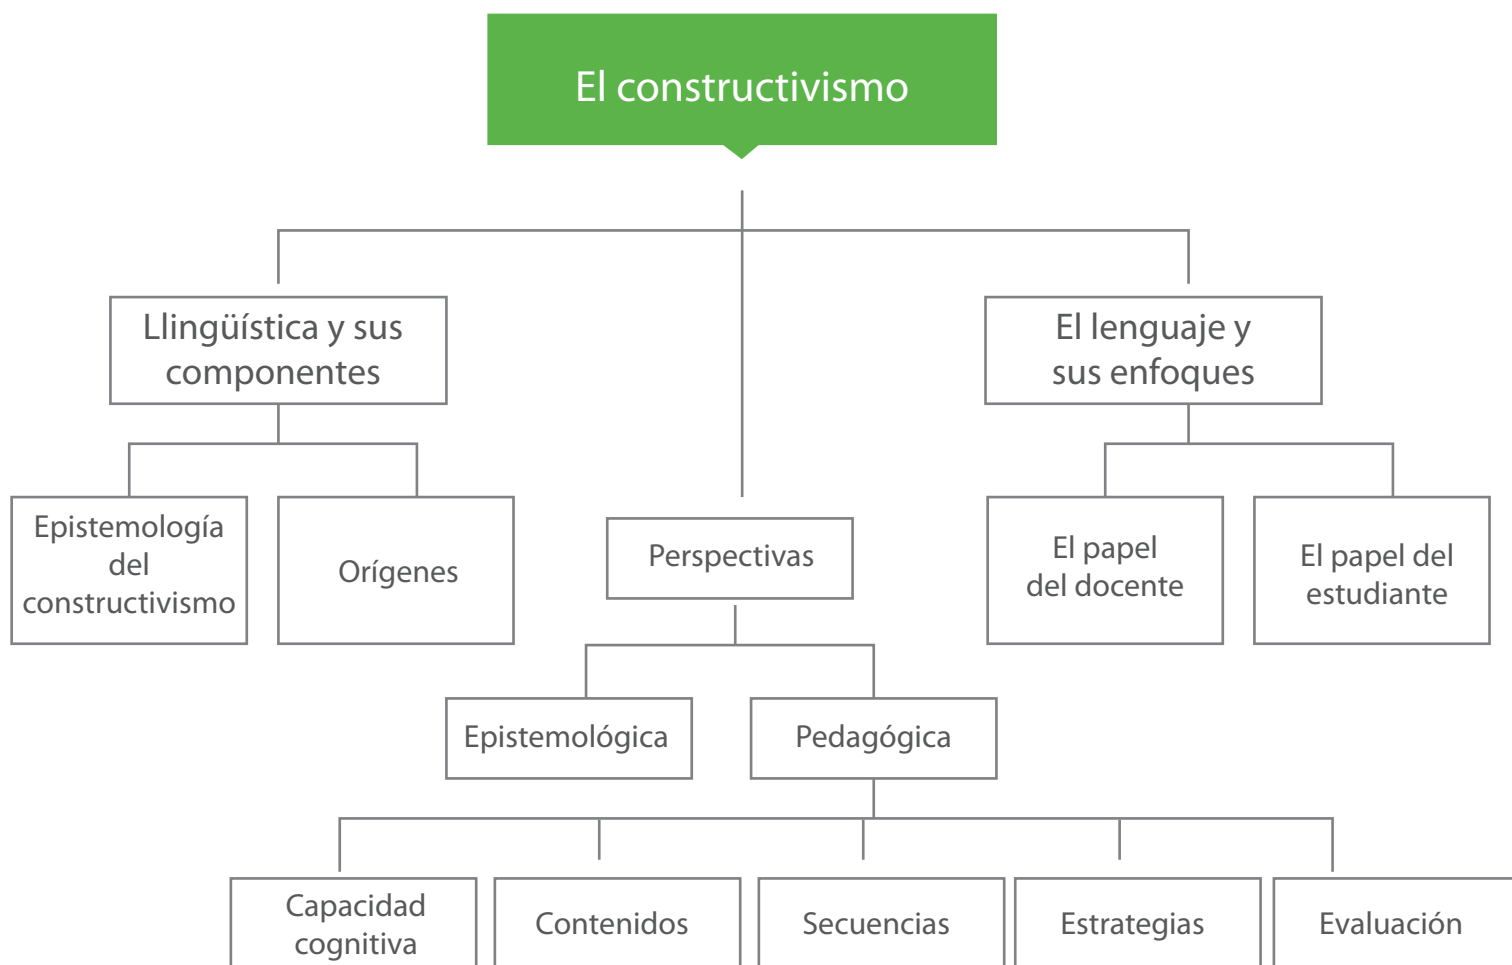 El constructivismo
Llingüística y sus
componentes
El lenguaje y
sus enfoques
Epistemología
del
constructivismo
Orígenes
Perspectivas
El papel
del docente
El papel del
estudiante
Epistemológica
Pedagógica
Capacidad
cognitiva
Contenidos
Secuencias
Estrategias
Evaluación